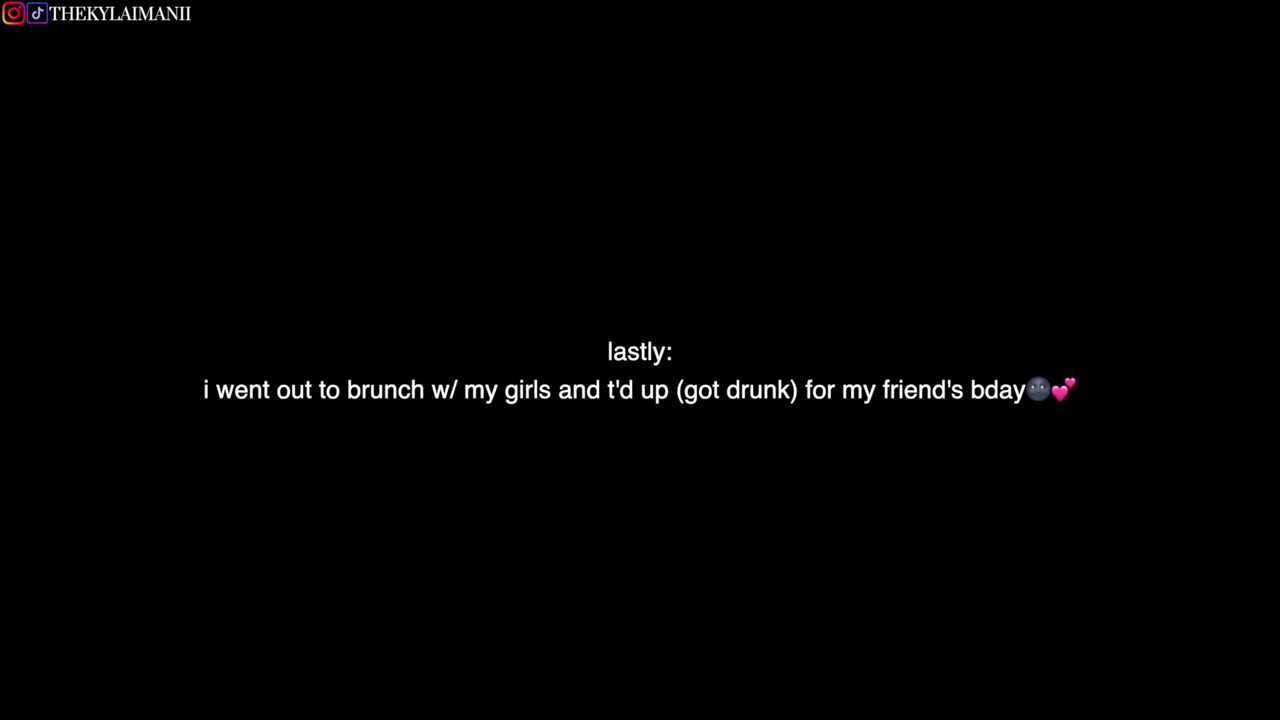 THEKYLAIMANII
lastly:
i went out to brunch w/ my girls and t'd up (got drunk) for my friend's bday🌚💕